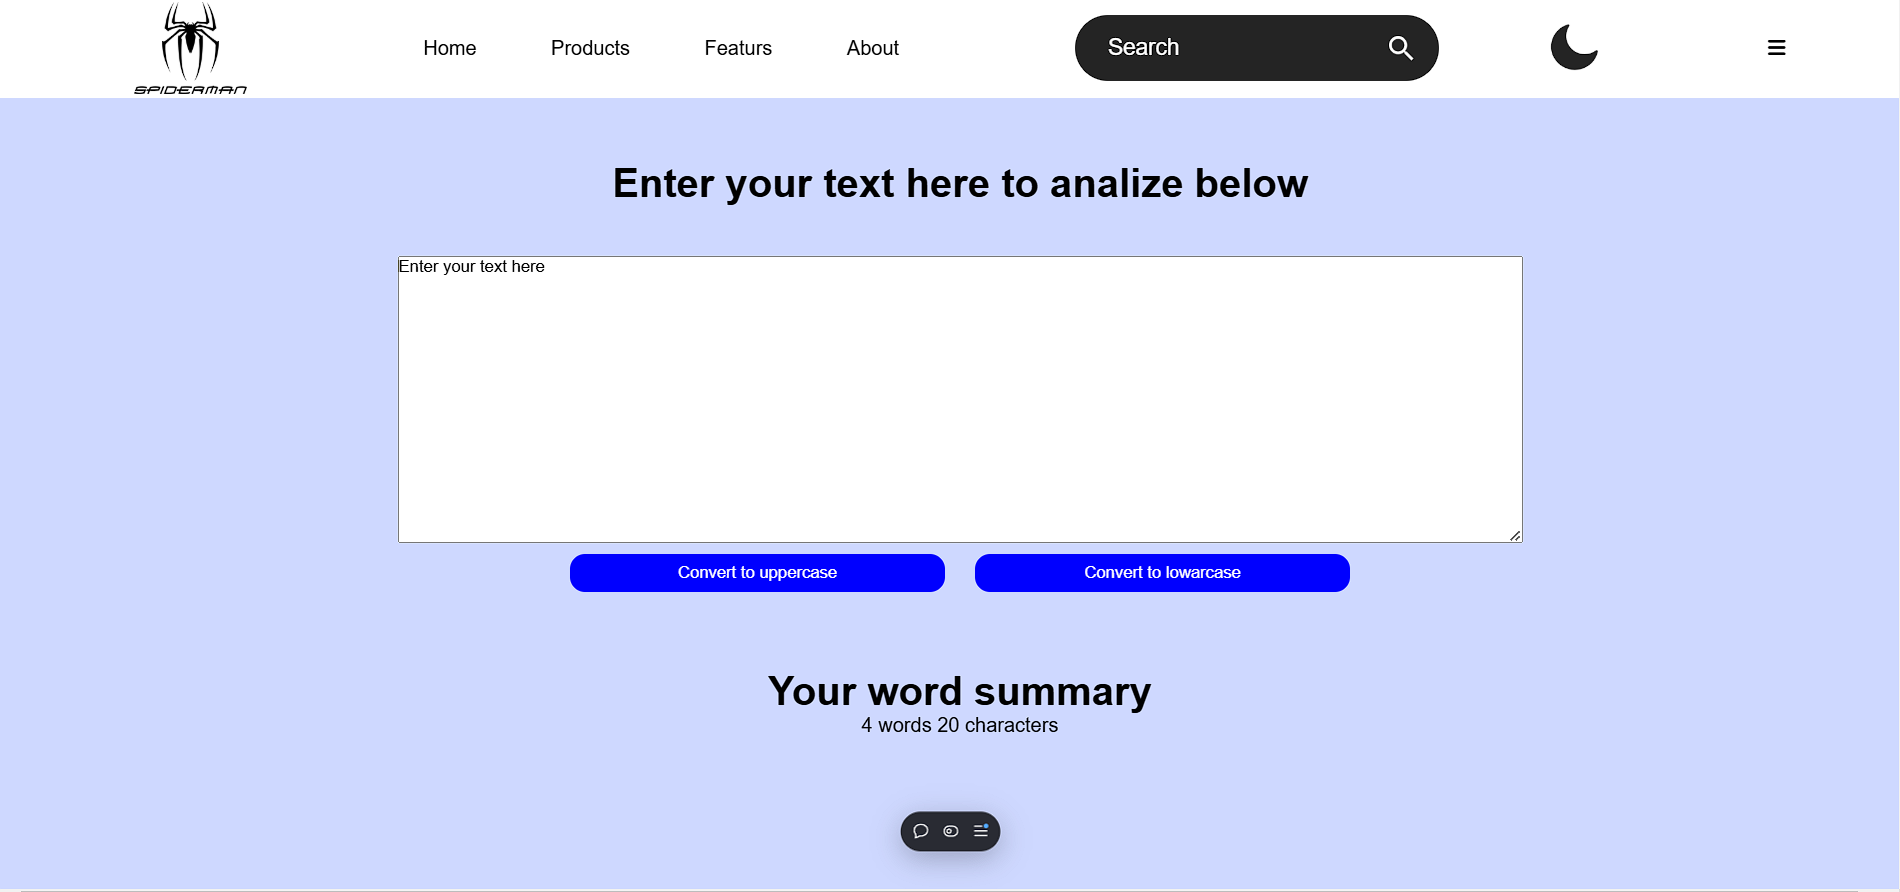 SPIDERMAN
Home Products Featurs About Search
Enter your text here to analize below
Enter your text here
Convert to uppercase Convert to lowarcase
Your word summary
4 words 20 characters